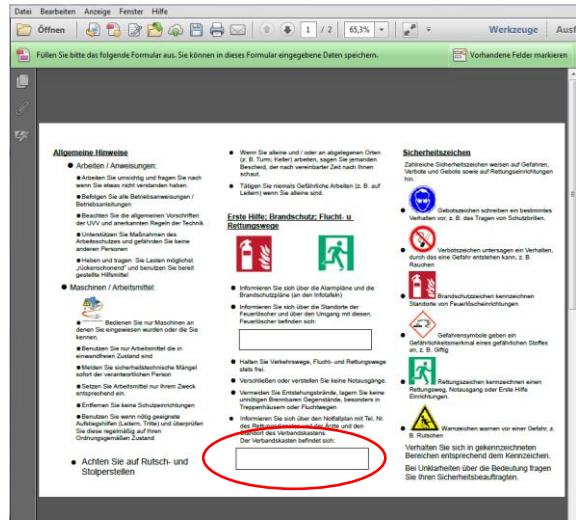 Datei Bearbeiten Anzeige Fenster Hilfe
Öffnen 1 / 2 65,3% Werkzeuge Ausf
Füllen Sie bitte das folgende Formular aus. Sie können in dieses Formular eingegebene Daten speichern. Vorhandene Felder markieren
Allgemeine Hinweise
● Arbeiten / Anweisungen:
● Arbeiten Sie umsichtig und fragen Sie nach
wenn Sie etwas nicht verstanden haben.
● Befolgen Sie alle Betriebsanweisungen /
Betriebsanleitungen
● Beachten Sie die allgemeinen Vorschriften
der UVV und anerkannten Regeln der Technik
● Unterstützen Sie Maßnahmen des
Arbeitsschutzes und gefährden Sie keine
anderen Personen
● Heben und tragen Sie Lasten möglichst
„rückenschonend" und benutzen Sie bereit
gestellte Hilfsmittel
● Maschinen / Arbeitsmittel:
● Bedienen Sie nur Maschinen an
denen Sie eingewiesen wurden oder die Sie
kennen.
● Benutzen Sie nur Arbeitsmittel die in
einwandfreien Zustand sind
● Melden Sie sicherheitstechnische Mängel
sofort der verantwortlichen Person
● Setzen Sie Arbeitsmittel nur ihrem Zweck
entsprechend ein.
● Entfernen Sie keine Schutzeinrichtungen
● Benutzen Sie wenn nötig geeignete
Aufstiegshilfen (Leitern, Tritte) und überprüfen
Sie diese regelmäßig auf Ihren
Ordnungsgemäßen Zustand
● Achten Sie auf Rutsch- und
Stolperstellen
● Wenn Sie alleine und / oder an abgelegenen Orten
(z. B. Turm; Keller) arbeiten, sagen Sie jemanden
Bescheid, der nach vereinbarter Zeit nach Ihnen
schaut.
● Tätigen Sie niemals Gefährliche Arbeiten (z. B. auf
Leitern) wenn Sie alleine sind.
Erste Hilfe; Brandschutz; Flucht- u
Rettungswege
● Informieren Sie sich über die Alarmpläne und die
Brandschutzpläne (an den Infotafeln)
● Informieren Sie sich über die Standorte der
Feuerlöscher und über den Umgang mit diesen.
Feuerlöscher befinden sich:
● Halten Sie Verkehrswege, Flucht- und Rettungswege
stets frei.
● Verschließen oder verstellen Sie keine Notausgänge.
● Vermeiden Sie Entstehungsbrände, lagern Sie keine
unnötigen Brennbaren Gegenstände, besonders in
Treppenhäusern oder Fluchtwegen
● Informieren Sie sich über den Notfallplan mit Tel. Nr.
des Rettungsdienstes und der Ärzte und den
Standort des Verbandskastens.
Der Verbandskasten befindet sich:
Sicherheitszeichen
Zahlreiche Sicherheitszeichen weisen auf Gefahren,
Verbote und Gebote sowie auf Rettungseinrichtungen
hin.
● Gebotszeichen schreiben ein bestimmtes
Verhalten vor, z. B. das Tragen von Schutzbrillen.
● Verbotszeichen untersagen ein Verhalten,
durch das eine Gefahr entstehen kann, z. B.
Rauchen
● Brandschutzzeichen kennzeichnen
Standorte von Feuerlöscheinrichtungen
● Gefahrensymbole geben ein
Gefährlichkeitsmerkmal eines gefährlichen Stoffes
an, z. B. Giftig
● Rettungszeichen kennzeichnen einen
Rettungsweg, Notausgang oder Erste Hilfe
Einrichtungen.
● Warnzeichen warnen vor einer Gefahr, z.
B. Rutschen
Verhalten Sie sich in gekennzeichneten
Bereichen entsprechend dem Kennzeichen.
Bei Unklarheiten über die Bedeutung fragen
Sie Ihren Sicherheitsbeauftragten.